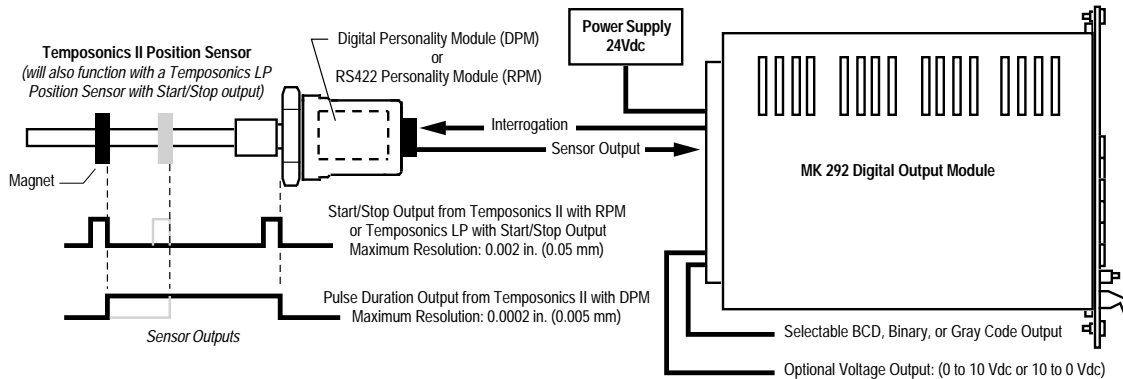 Temposonics II Position Sensor
(will also function with a Temposonics LP
Position Sensor with Start/Stop output)
Digital Personality Module (DPM)
or
RS422 Personality Module (RPM)
Power Supply
24Vdc
Interrogation
Sensor Output
MK 292 Digital Output Module
Magnet
Start/Stop Output from Temposonics II with RPM
or Temposonics LP with Start/Stop Output
Maximum Resolution: 0.002 in. (0.05 mm)
Pulse Duration Output from Temposonics II with DPM
Maximum Resolution: 0.0002 in. (0.005 mm)
Sensor Outputs
Selectable BCD, Binary, or Gray Code Output
Optional Voltage Output: (0 to 10 Vdc or 10 to 0 Vdc)